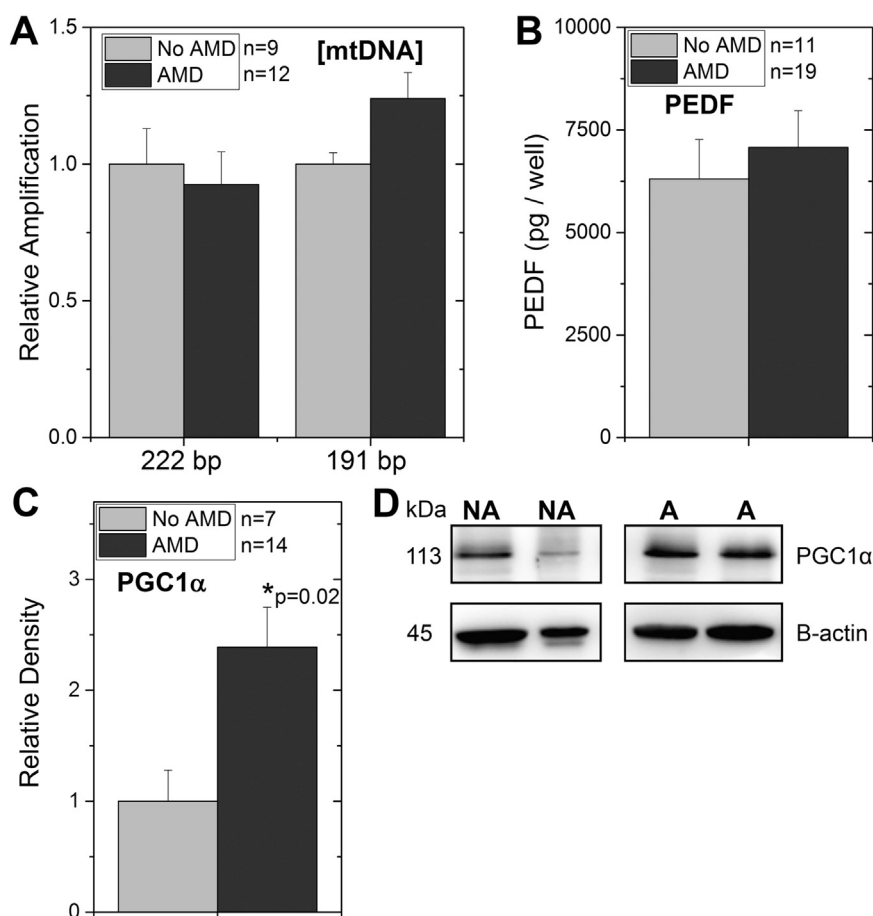 A
1.5
1.0
0.5
0.0
Relative Amplification
No AMD n=9
AMD n=12
[mtDNA]
222 bp
191 bp
B
10000
7500
5000
2500
0
PEDF (pg / well)
No AMD n=11
AMD n=19
PEDF
C
3
2
1
0
Relative Density
No AMD n=7
AMD n=14
PGC1α
*p=0.02
D
kDa NA NA A A
113 PGC1α
45 B-actin